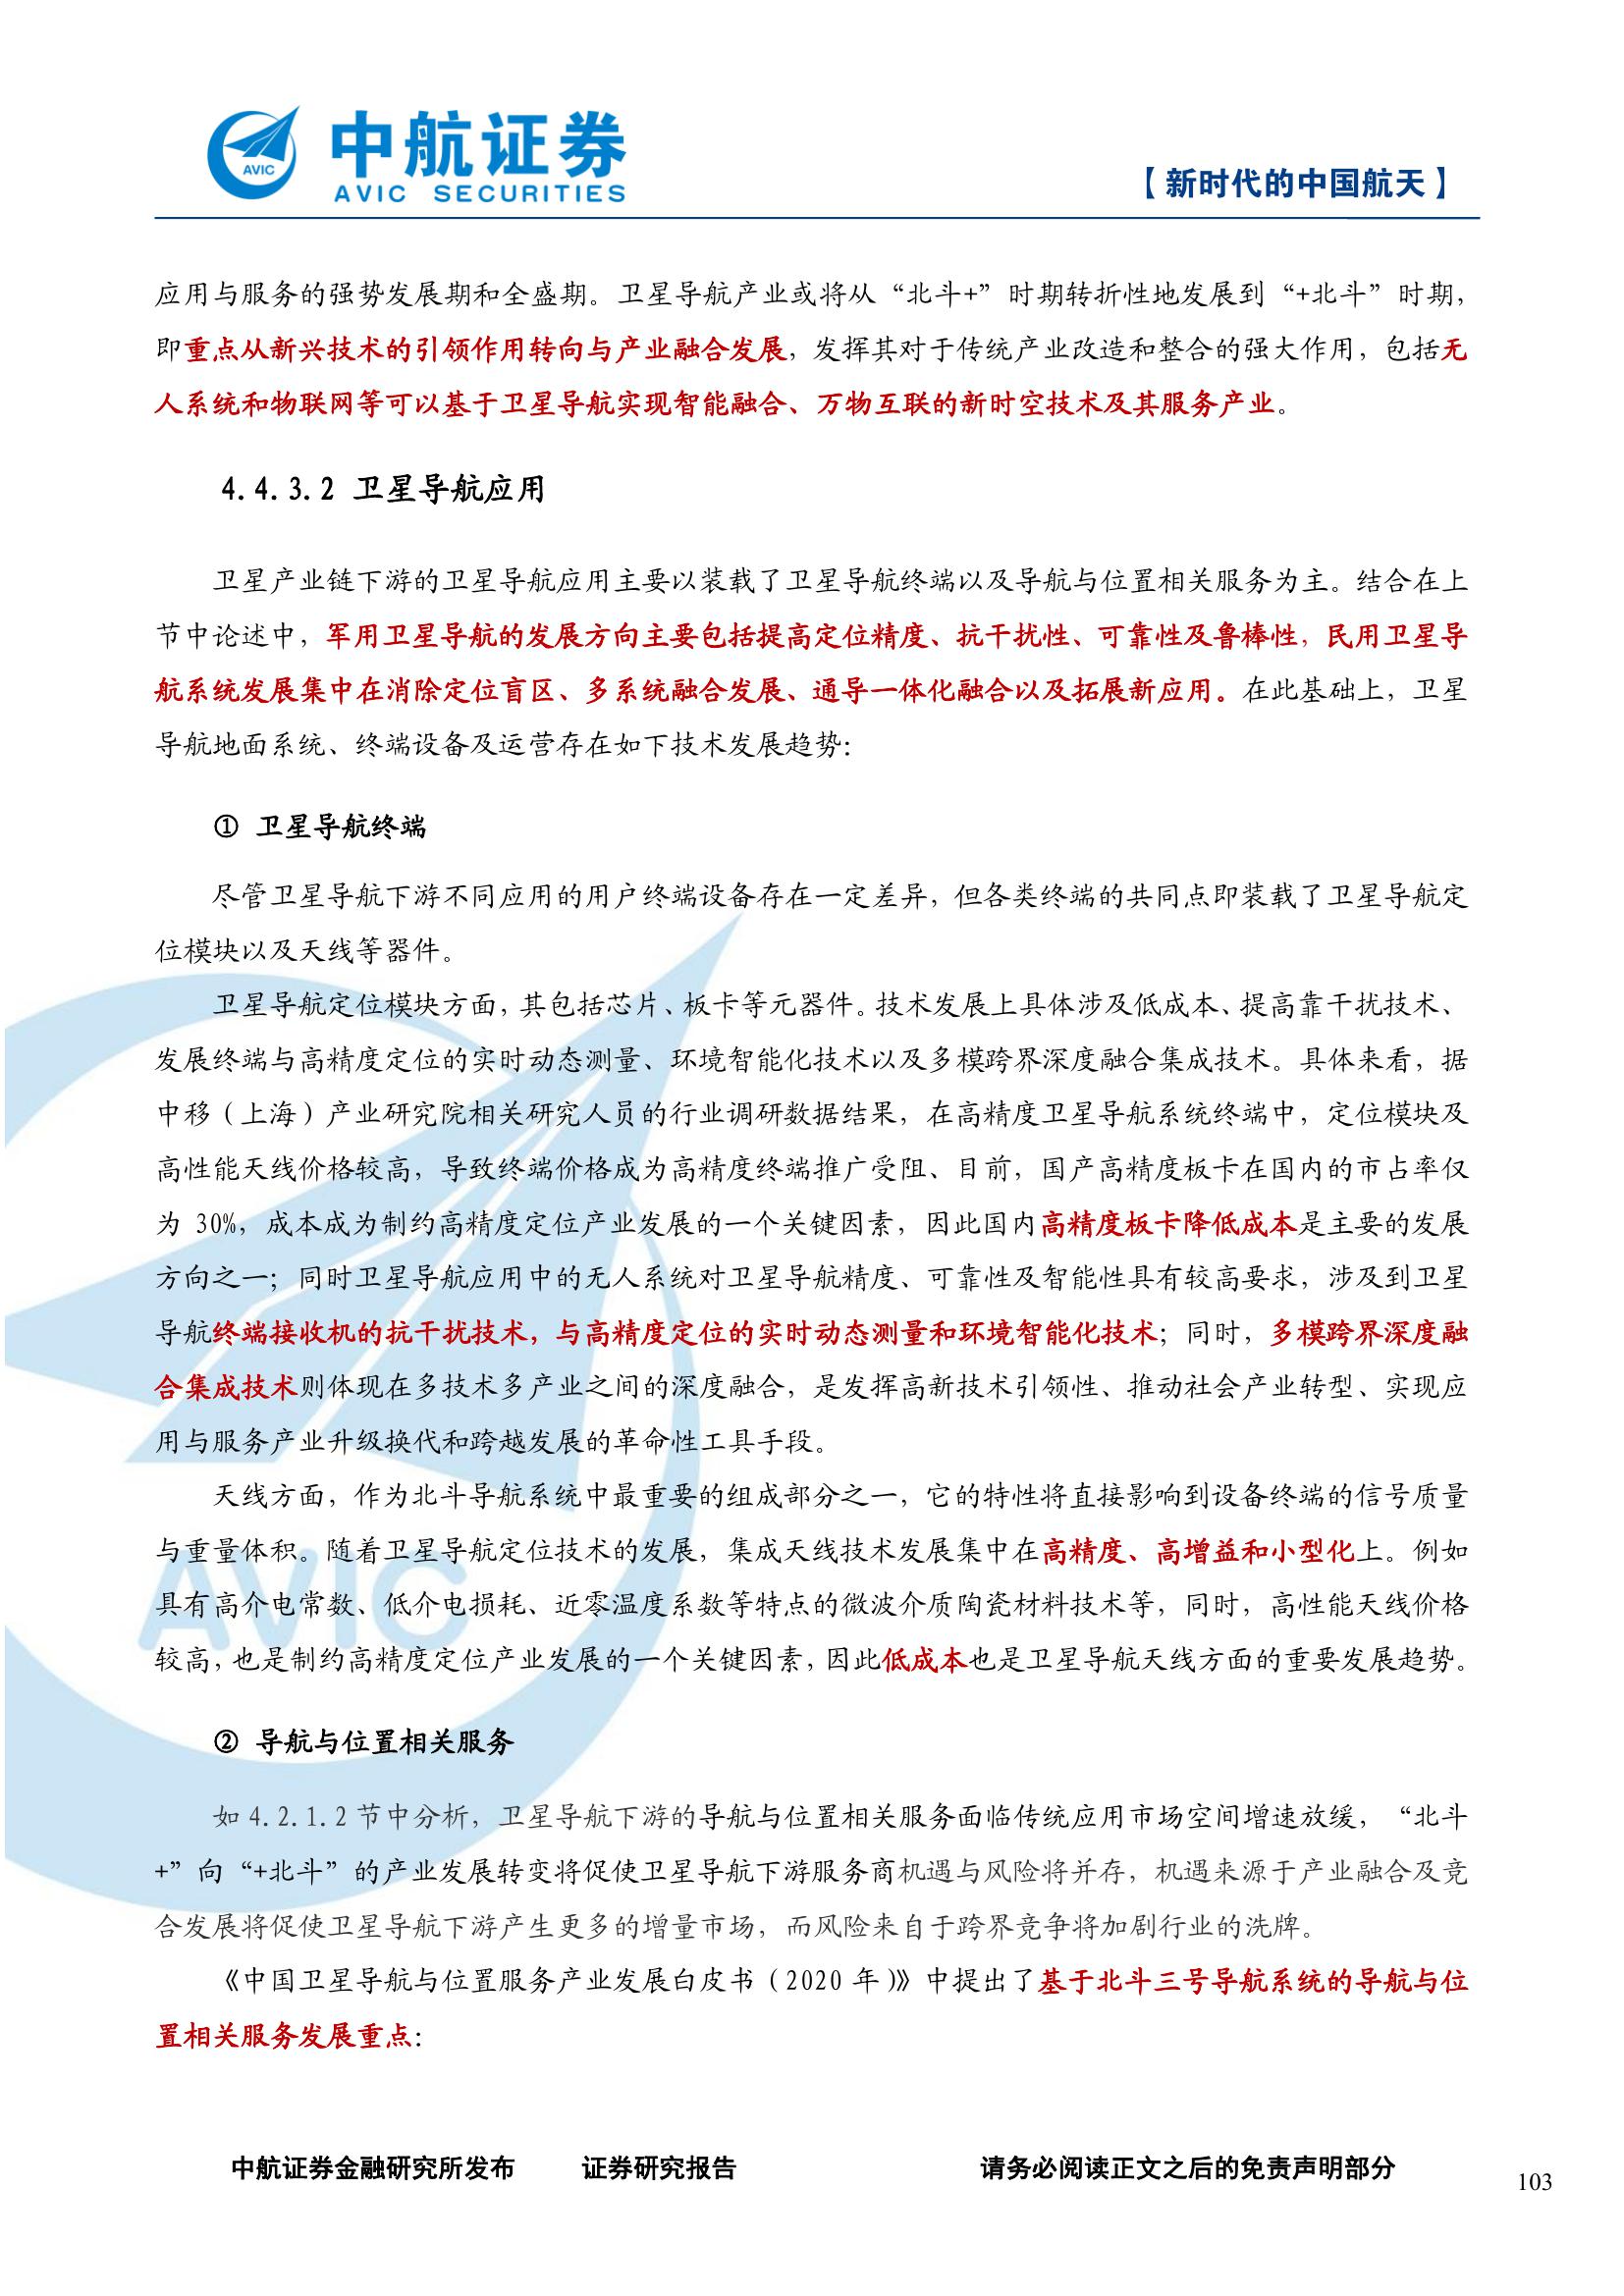 中航证券
AVIC SECURITIES
AVIC
【新时代的中国航天】
应用与服务的强势发展期和全盛期。卫星导航产业或将从“北斗+”时期转折性地发展到“+北斗”时期，
即重点从新兴技术的引领作用转向与产业融合发展，发挥其对于传统产业改造和整合的强大作用，包括无
人系统和物联网等可以基于卫星导航实现智能融合、万物互联的新时空技术及其服务产业。
4.4.3.2 卫星导航应用
卫星产业链下游的卫星导航应用主要以装载了卫星导航终端以及导航与位置相关服务为主。结合在上
节中论述中，军用卫星导航的发展方向主要包括提高定位精度、抗干扰性、可靠性及鲁棒性，民用卫星导
航系统发展集中在消除定位盲区、多系统融合发展、通导一体化融合以及拓展新应用。在此基础上，卫星
导航地面系统、终端设备及运营存在如下技术发展趋势：
① 卫星导航终端
尽管卫星导航下游不同应用的用户终端设备存在一定差异，但各类终端的共同点即装载了卫星导航定
位模块以及天线等器件。
卫星导航定位模块方面，其包括芯片、板卡等元器件。技术发展上具体涉及低成本、提高靠干扰技术、
发展终端与高精度定位的实时动态测量、环境智能化技术以及多模跨界深度融合集成技术。具体来看，据
中移（上海）产业研究院相关研究人员的行业调研数据结果，在高精度卫星导航系统终端中，定位模块及
高性能天线价格较高，导致终端价格成为高精度终端推广受阻、目前，国产高精度板卡在国内的市占率仅
为 30%，成本成为制约高精度定位产业发展的一个关键因素，因此国内高精度板卡降低成本是主要的发展
方向之一；同时卫星导航应用中的无人系统对卫星导航精度、可靠性及智能性具有较高要求，涉及到卫星
导航终端接收机的抗干扰技术，与高精度定位的实时动态测量和环境智能化技术；同时，多模跨界深度融
合集成技术则体现在多技术多产业之间的深度融合，是发挥高新技术引领性、推动社会产业转型、实现应
用与服务产业升级换代和跨越发展的革命性工具手段。
天线方面，作为北斗导航系统中最重要的组成部分之一，它的特性将直接影响到设备终端的信号质量
与重量体积。随着卫星导航定位技术的发展，集成天线技术发展集中在高精度、高增益和小型化上。例如
具有高介电常数、低介电损耗、近零温度系数等特点的微波介质陶瓷材料技术等，同时，高性能天线价格
较高，也是制约高精度定位产业发展的一个关键因素，因此低成本也是卫星导航天线方面的重要发展趋势。
② 导航与位置相关服务
如 4.2.1.2 节中分析，卫星导航下游的导航与位置相关服务面临传统应用市场空间增速放缓，“北斗
+”向“+北斗”的产业发展转变将促使卫星导航下游服务商机遇与风险将并存，机遇来源于产业融合及竞
合发展将促使卫星导航下游产生更多的增量市场，而风险来自于跨界竞争将加剧行业的洗牌。
《中国卫星导航与位置服务产业发展白皮书（2020 年）》中提出了基于北斗三号导航系统的导航与位
置相关服务发展重点：
AVIC
中航证券金融研究所发布 证券研究报告 请务必阅读正文之后的免责声明部分
103